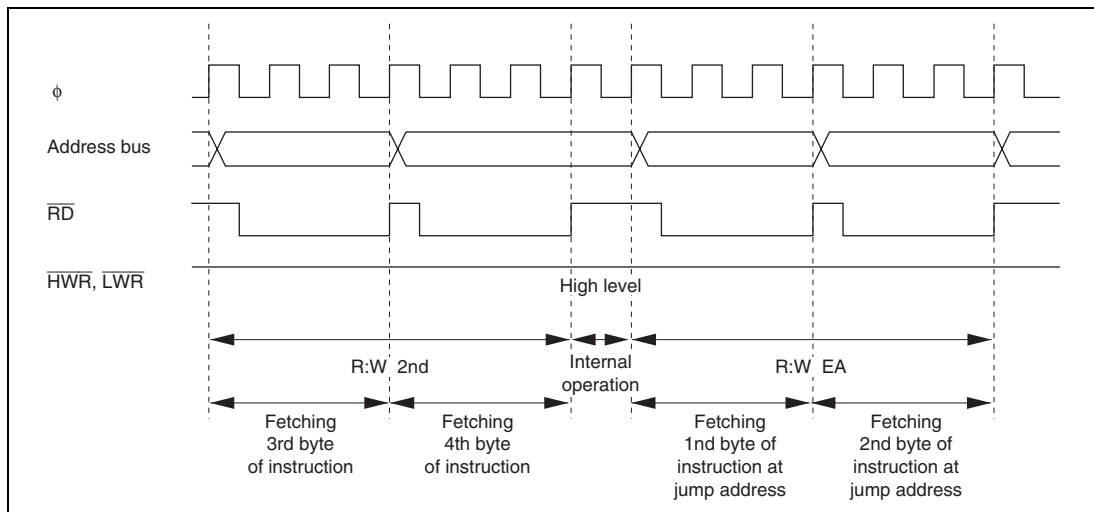 φ
Address bus
RD
HWR, LWR
High level
R:W 2nd
Internal
operation
R:W EA
Fetching
3rd byte
of instruction
Fetching
4th byte
of instruction
Fetching
1nd byte of
instruction at
jump address
Fetching
2nd byte of
instruction at
jump address